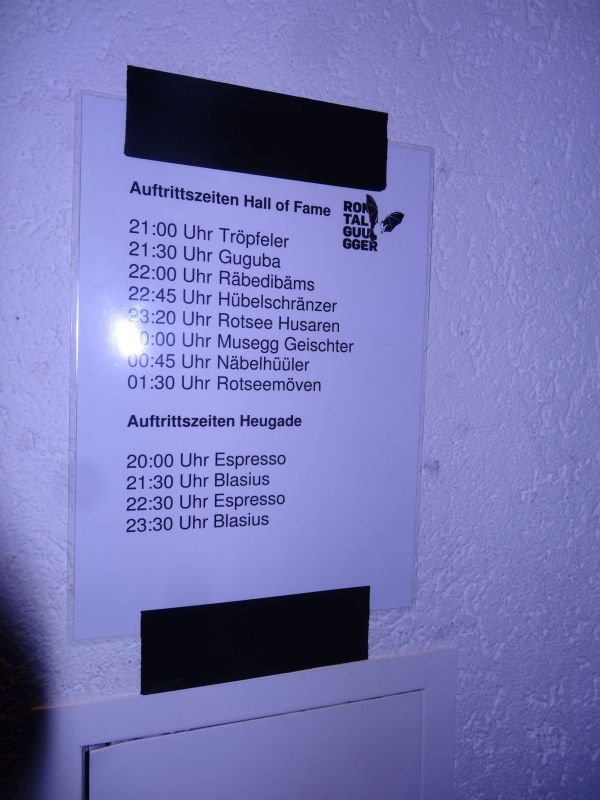 Auftrittszeiten Hall of Fame
RON
TAL
GUU
GGER
21:00 Uhr Tröpfeler
21:30 Uhr Guguba
22:00 Uhr Räbedibäms
22:45 Uhr Hübelschränzer
23:20 Uhr Rotsee Husaren
00:00 Uhr Musegg Geischter
00:45 Uhr Näbelhüüler
01:30 Uhr Rotseemöven
Auftrittszeiten Heugade
20:00 Uhr Espresso
21:30 Uhr Blasius
22:30 Uhr Espresso
23:30 Uhr Blasius